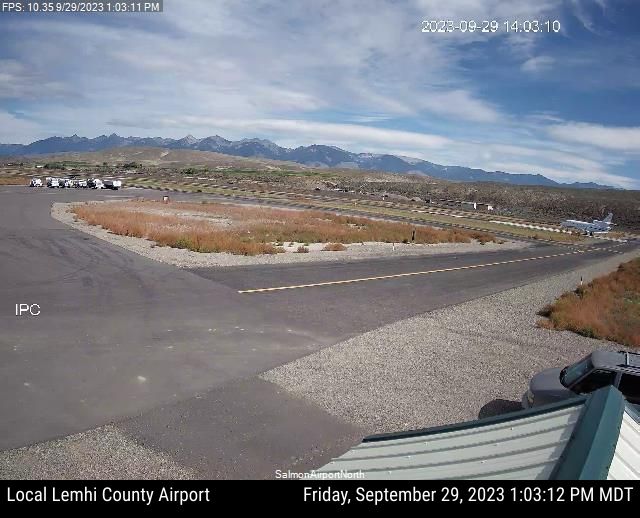 FPS: 10.35 9/29/2023 1:03:11 PM
2023-09-29 14:03:10
IPC
SalmonAirportNorth
Local Lemhi County Airport
Friday, September 29, 2023 1:03:12 PM MDT